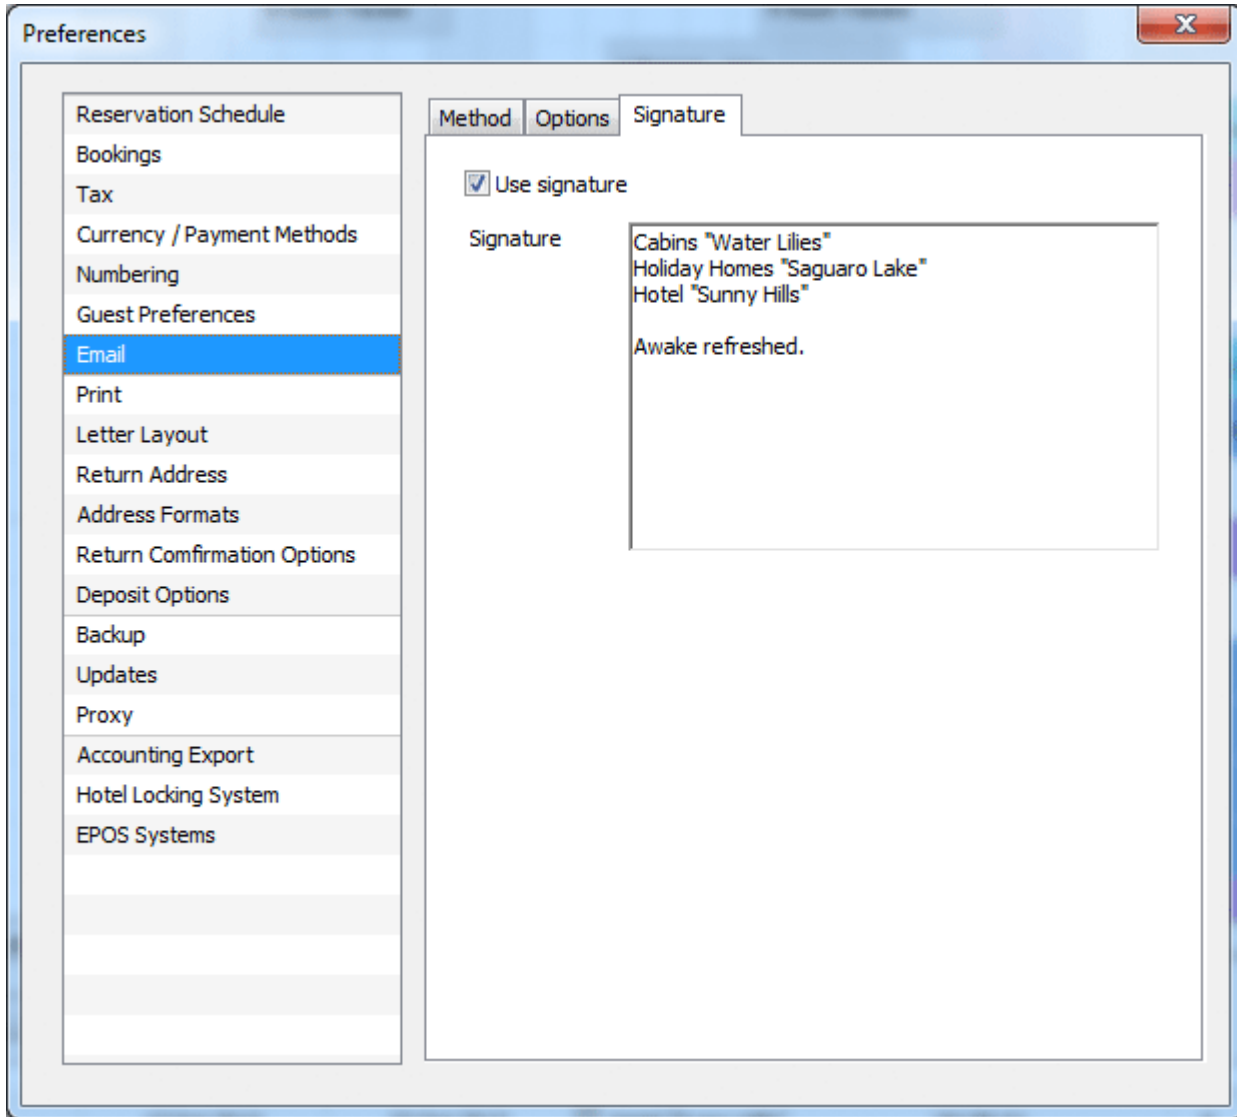 Preferences
Reservation Schedule
Bookings
Tax
Currency / Payment Methods
Numbering
Guest Preferences
Email
Print
Letter Layout
Return Address
Address Formats
Return Comfirmation Options
Deposit Options
Backup
Updates
Proxy
Accounting Export
Hotel Locking System
EPOS Systems
Method Options Signature
Use signature
Signature
Cabins "Water Lilies"
Holiday Homes "Saguaro Lake"
Hotel "Sunny Hills"
Awake refreshed.